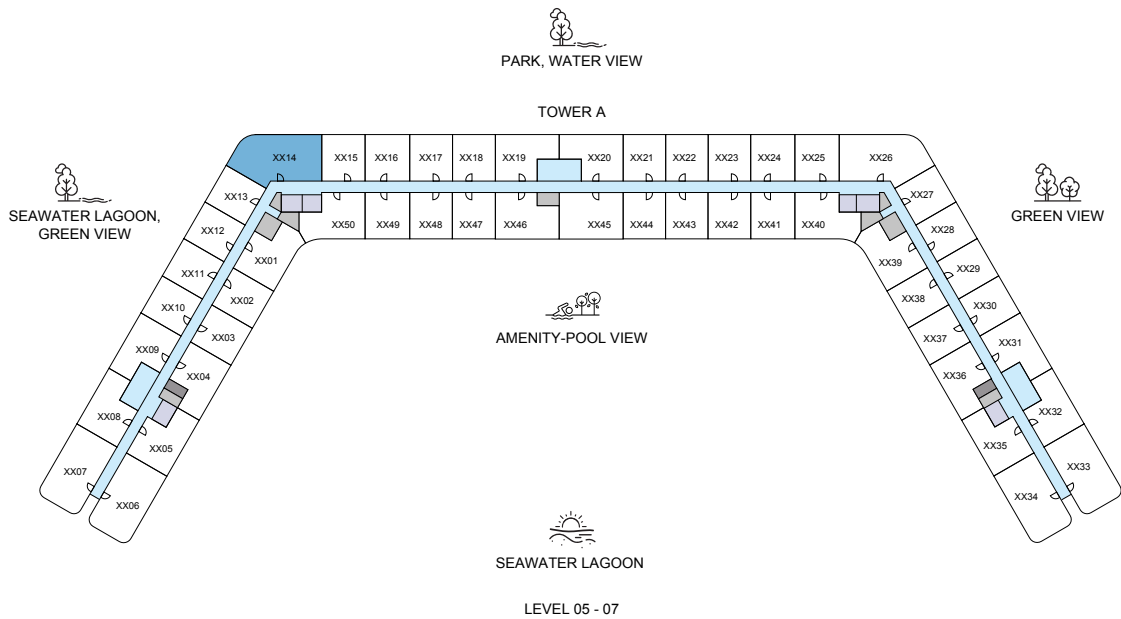 PARK, WATER VIEW
TOWER A
XX14 XX15 XX16 XX17 XX18 XX19 XX20 XX21 XX22 XX23 XX24 XX25 XX26
XX13
XX27
SEAWATER LAGOON,
GREEN VIEW
GREEN VIEW
XX12
XX50 XX49 XX48 XX47 XX46 XX45 XX44 XX43 XX42 XX41 XX40
XX28
XX01
XX39
XX11
XX29
XX02
XX38
XX10
XX30
XX03
XX37
AMENITY-POOL VIEW
XX09
XX31
XX04
XX36
XX08
XX32
XX05
XX35
XX07
XX33
XX06
XX34
SEAWATER LAGOON
LEVEL 05 - 07